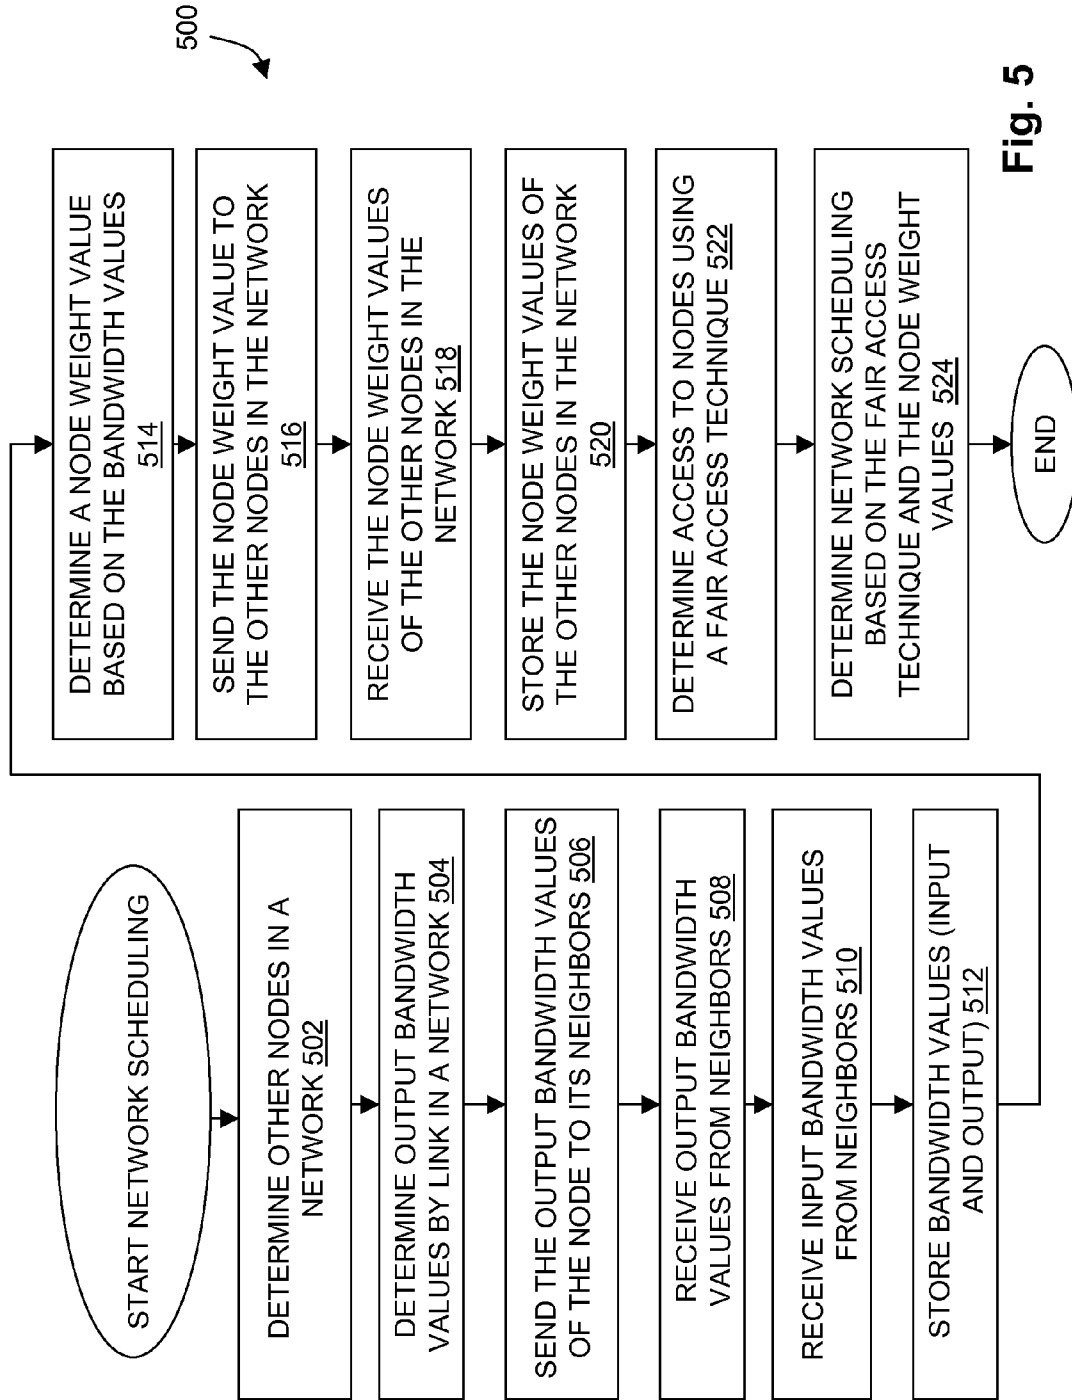 START NETWORK SCHEDULING
DETERMINE OTHER NODES IN A
NETWORK 502
DETERMINE OUTPUT BANDWIDTH
VALUES BY LINK IN A NETWORK 504
SEND THE OUTPUT BANDWIDTH VALUES
OF THE NODE TO ITS NEIGHBORS 506
RECEIVE OUTPUT BANDWIDTH
VALUES FROM NEIGHBORS 508
RECEIVE INPUT BANDWIDTH VALUES
FROM NEIGHBORS 510
STORE BANDWIDTH VALUES (INPUT
AND OUTPUT) 512
DETERMINE A NODE WEIGHT VALUE
BASED ON THE BANDWIDTH VALUES
514
SEND THE NODE WEIGHT VALUE TO
THE OTHER NODES IN THE NETWORK
516
RECEIVE THE NODE WEIGHT VALUES
OF THE OTHER NODES IN THE
NETWORK 518
STORE THE NODE WEIGHT VALUES OF
THE OTHER NODES IN THE NETWORK
520
DETERMINE ACCESS TO NODES USING
A FAIR ACCESS TECHNIQUE 522
DETERMINE NETWORK SCHEDULING
BASED ON THE FAIR ACCESS
TECHNIQUE AND THE NODE WEIGHT
VALUES 524
END
500
Fig. 5